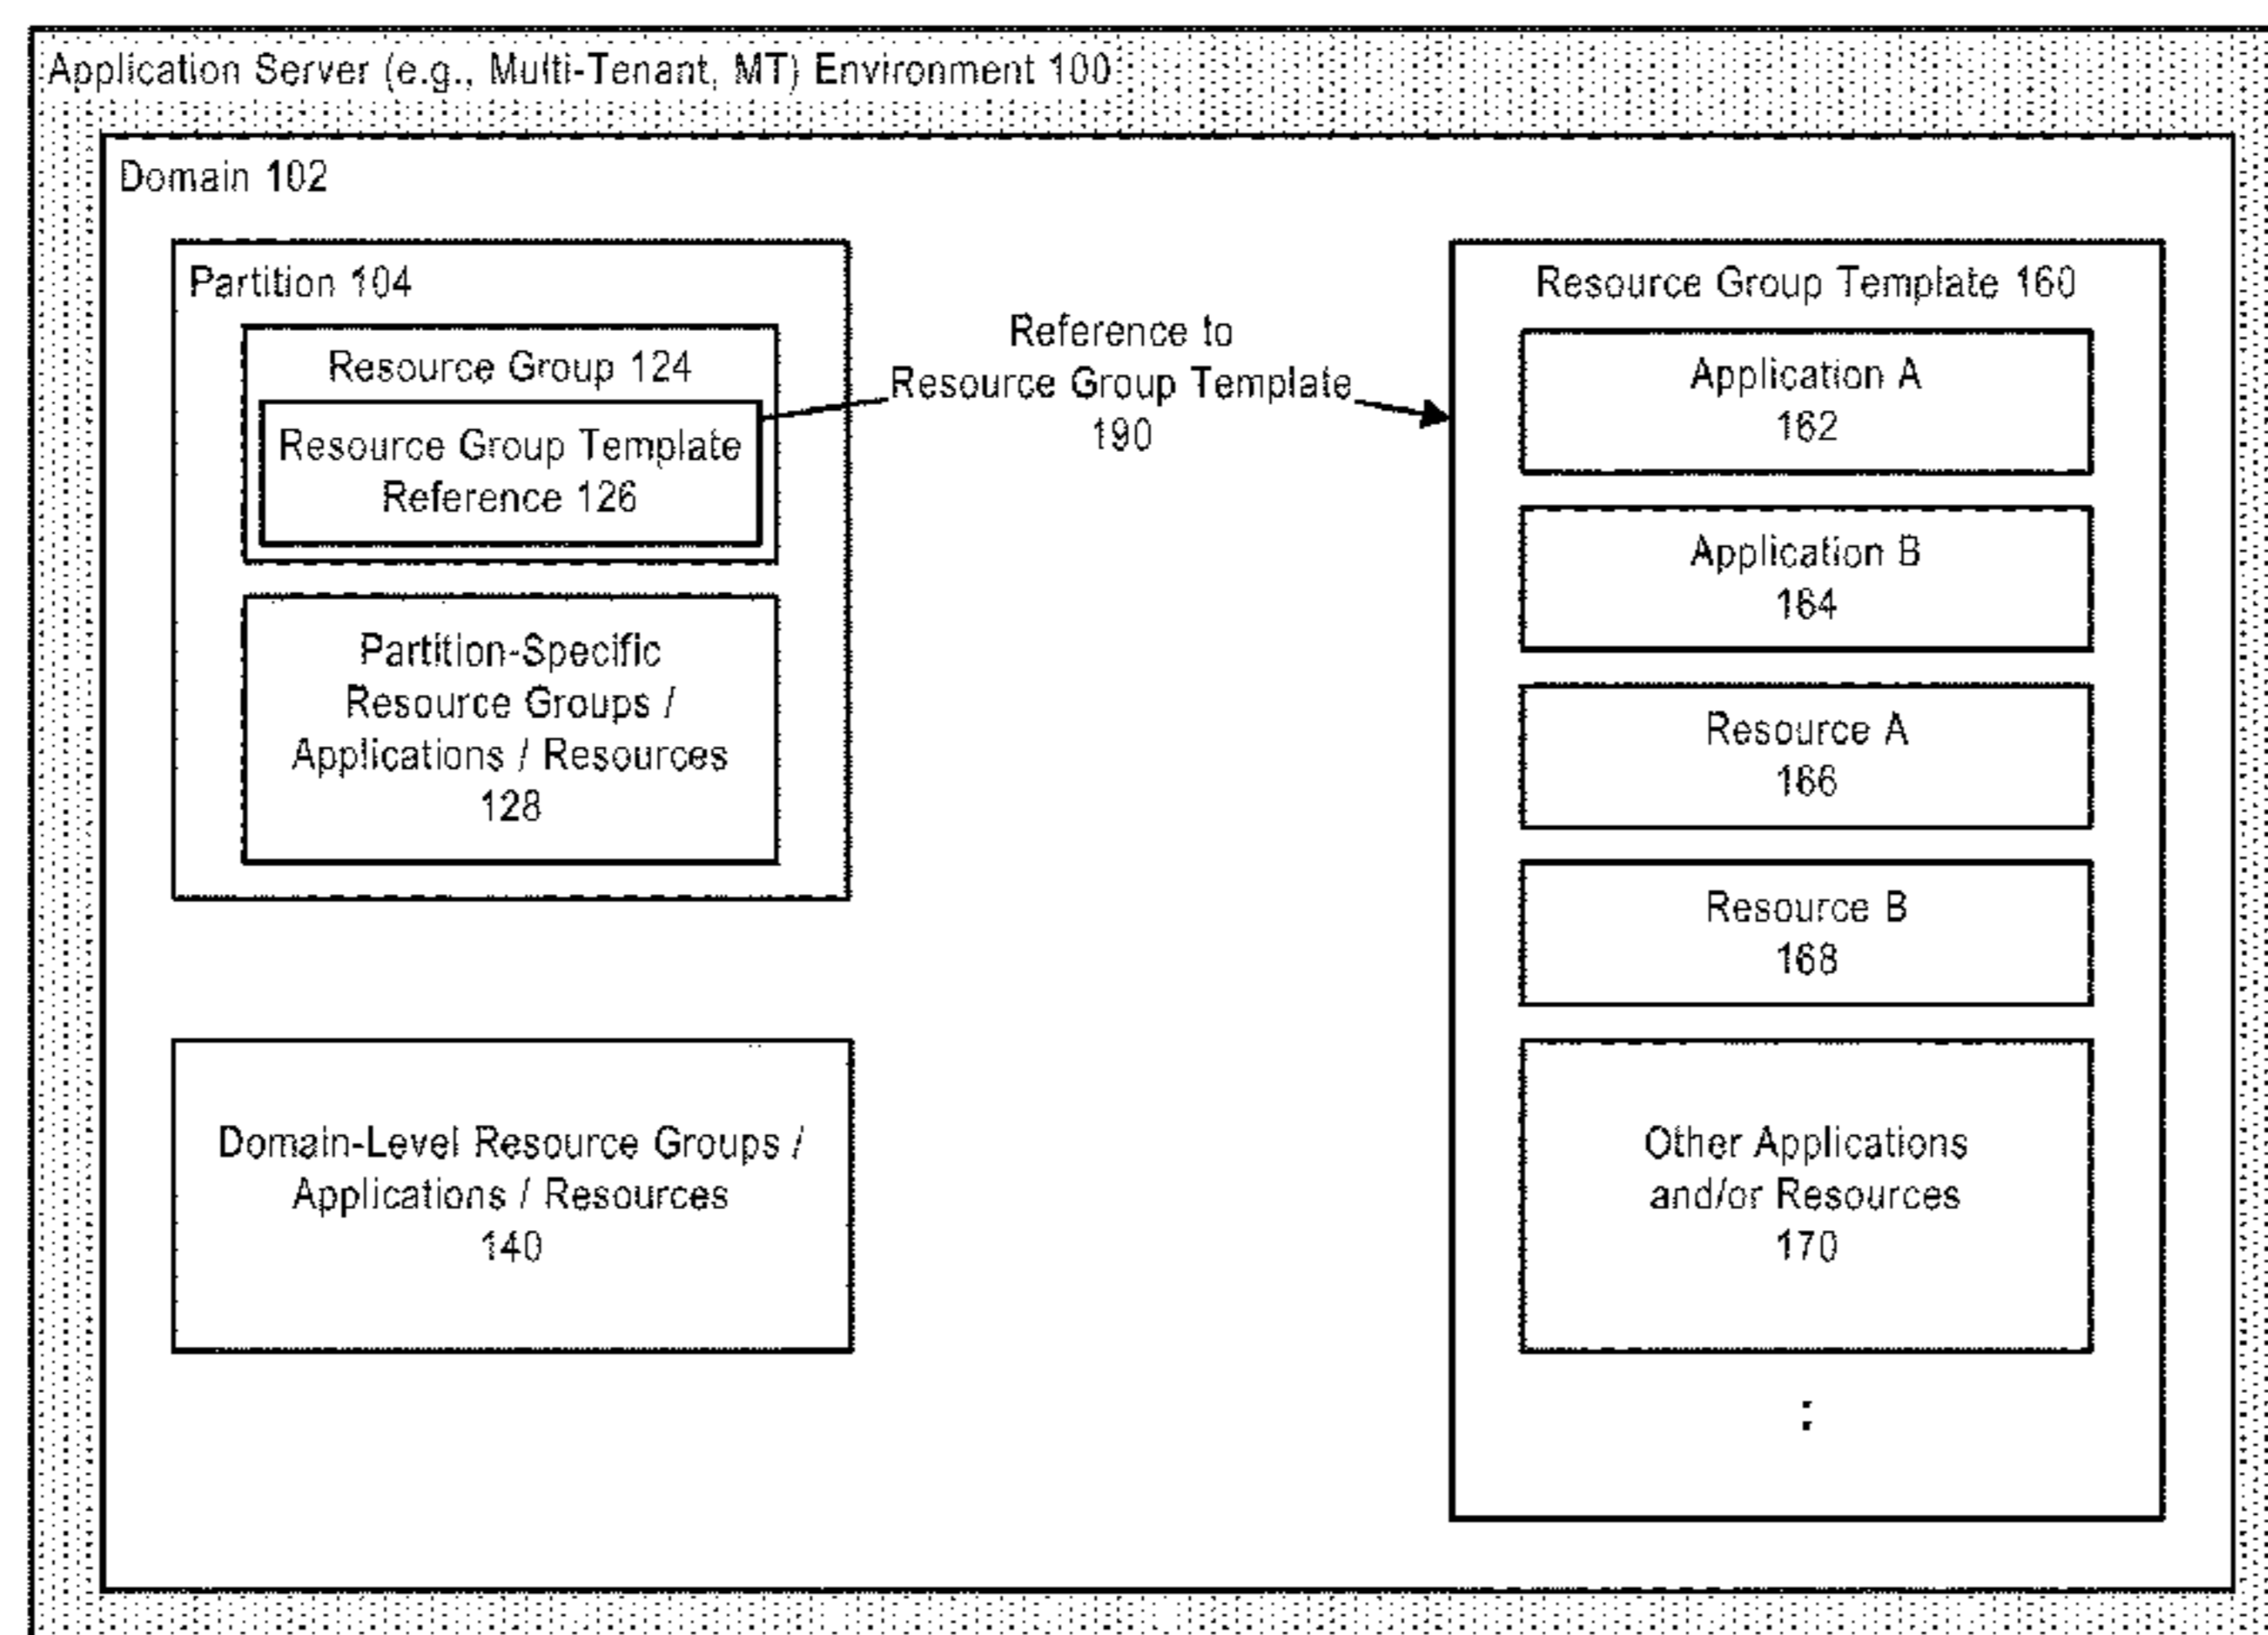 Application Server (e.g., Multi-Tenant, MT) Environment 100
Domain 102
Partition 104
Resource Group 124
Resource Group Template
Reference 126
Partition-Specific
Resource Groups /
Applications / Resources
128
Domain-Level Resource Groups /
Applications / Resources
140
Reference to
Resource Group Template
190
Resource Group Template 160
Application A
162
Application B
164
Resource A
166
Resource B
168
Other Applications
and/or Resources
170
: